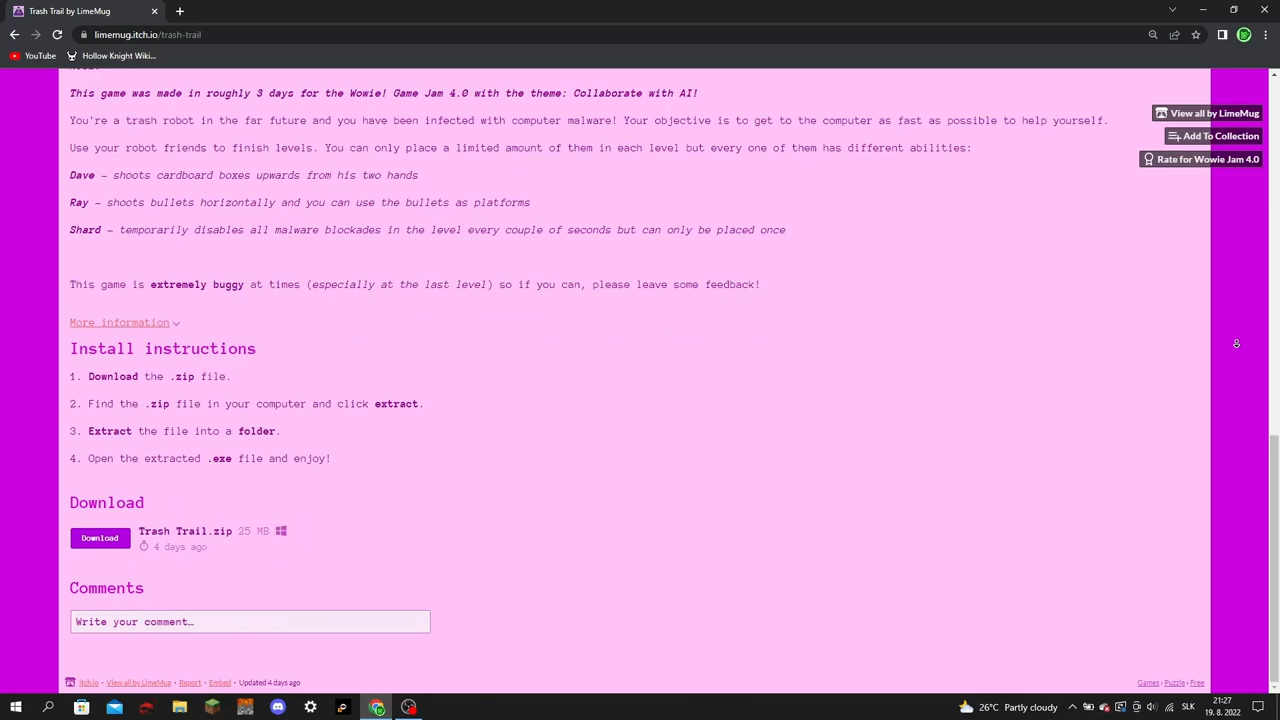 Trash Trail by LimeMug
limemug.itch.io/trash-trail
YouTube
Hollow Knight Wiki...
This game was made in roughly 3 days for the Wowie! Game Jam 4.0 with the theme: Collaborate with AI!
View all by LimeMug
You're a trash robot in the far future and you have been infected with computer malware! Your objective is to get to the computer as fast as possible to help yourself.
Add To Collection
Use your robot friends to finish levels. You can only place a limited amount of them in each level but every one of them has different abilities:
Rate for Wowie Jam 4.0
Dave - shoots cardboard boxes upwards from his two hands
Ray - shoots bullets horizontally and you can use the bullets as platforms
Shard - temporarily disables all malware blockades in the level every couple of seconds but can only be placed once
This game is extremely buggy at times (especially at the last level) so if you can, please leave some feedback!
More information
Install instructions
1. Download the .zip file.
2. Find the .zip file in your computer and click extract.
3. Extract the file into a folder.
4. Open the extracted .exe file and enjoy!
Download
Download
Trash Trail.zip 25 MB
4 days ago
Comments
Write your comment…
itch.io · View all by LimeMug · Report · Embed · Updated 4 days ago
Games › Puzzle › Free
26°C Partly cloudy
SLK
21:27
19. 8. 2022